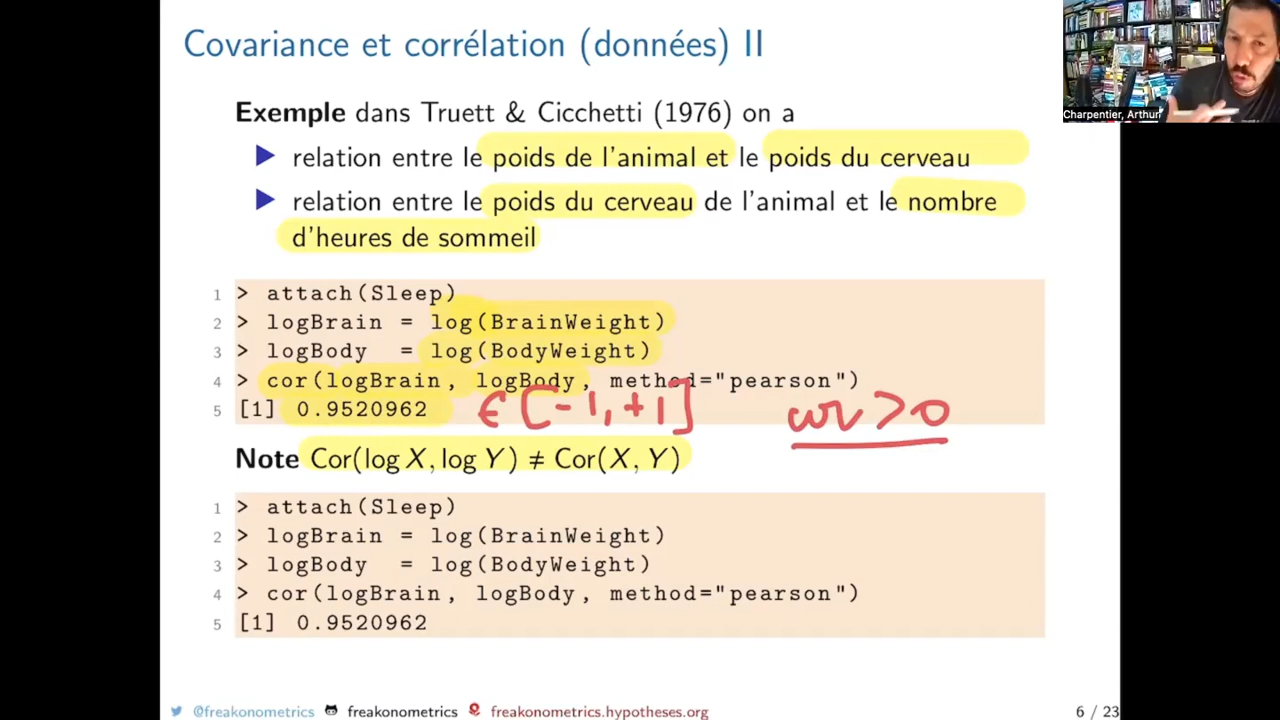 Covariance et corrélation (données) II
Charpentier, Arthur
Exemple dans Truett & Cicchetti (1976) on a
▶ relation entre le poids de l'animal et le poids du cerveau
▶ relation entre le poids du cerveau de l'animal et le nombre
d'heures de sommeil
1 > attach(Sleep)
2 > logBrain = log(BrainWeight)
3 > logBody = log(BodyWeight)
4 > cor(logBrain, logBody, method="pearson")
5 [1] 0.9520962 ∈ [-1, +1] cor > 0
Note Cor(log X, log Y) ≠ Cor(X, Y)
1 > attach(Sleep)
2 > logBrain = log(BrainWeight)
3 > logBody = log(BodyWeight)
4 > cor(logBrain, logBody, method="pearson")
5 [1] 0.9520962
@freakonometrics freakonometrics freakonometrics.hypotheses.org 6 / 23